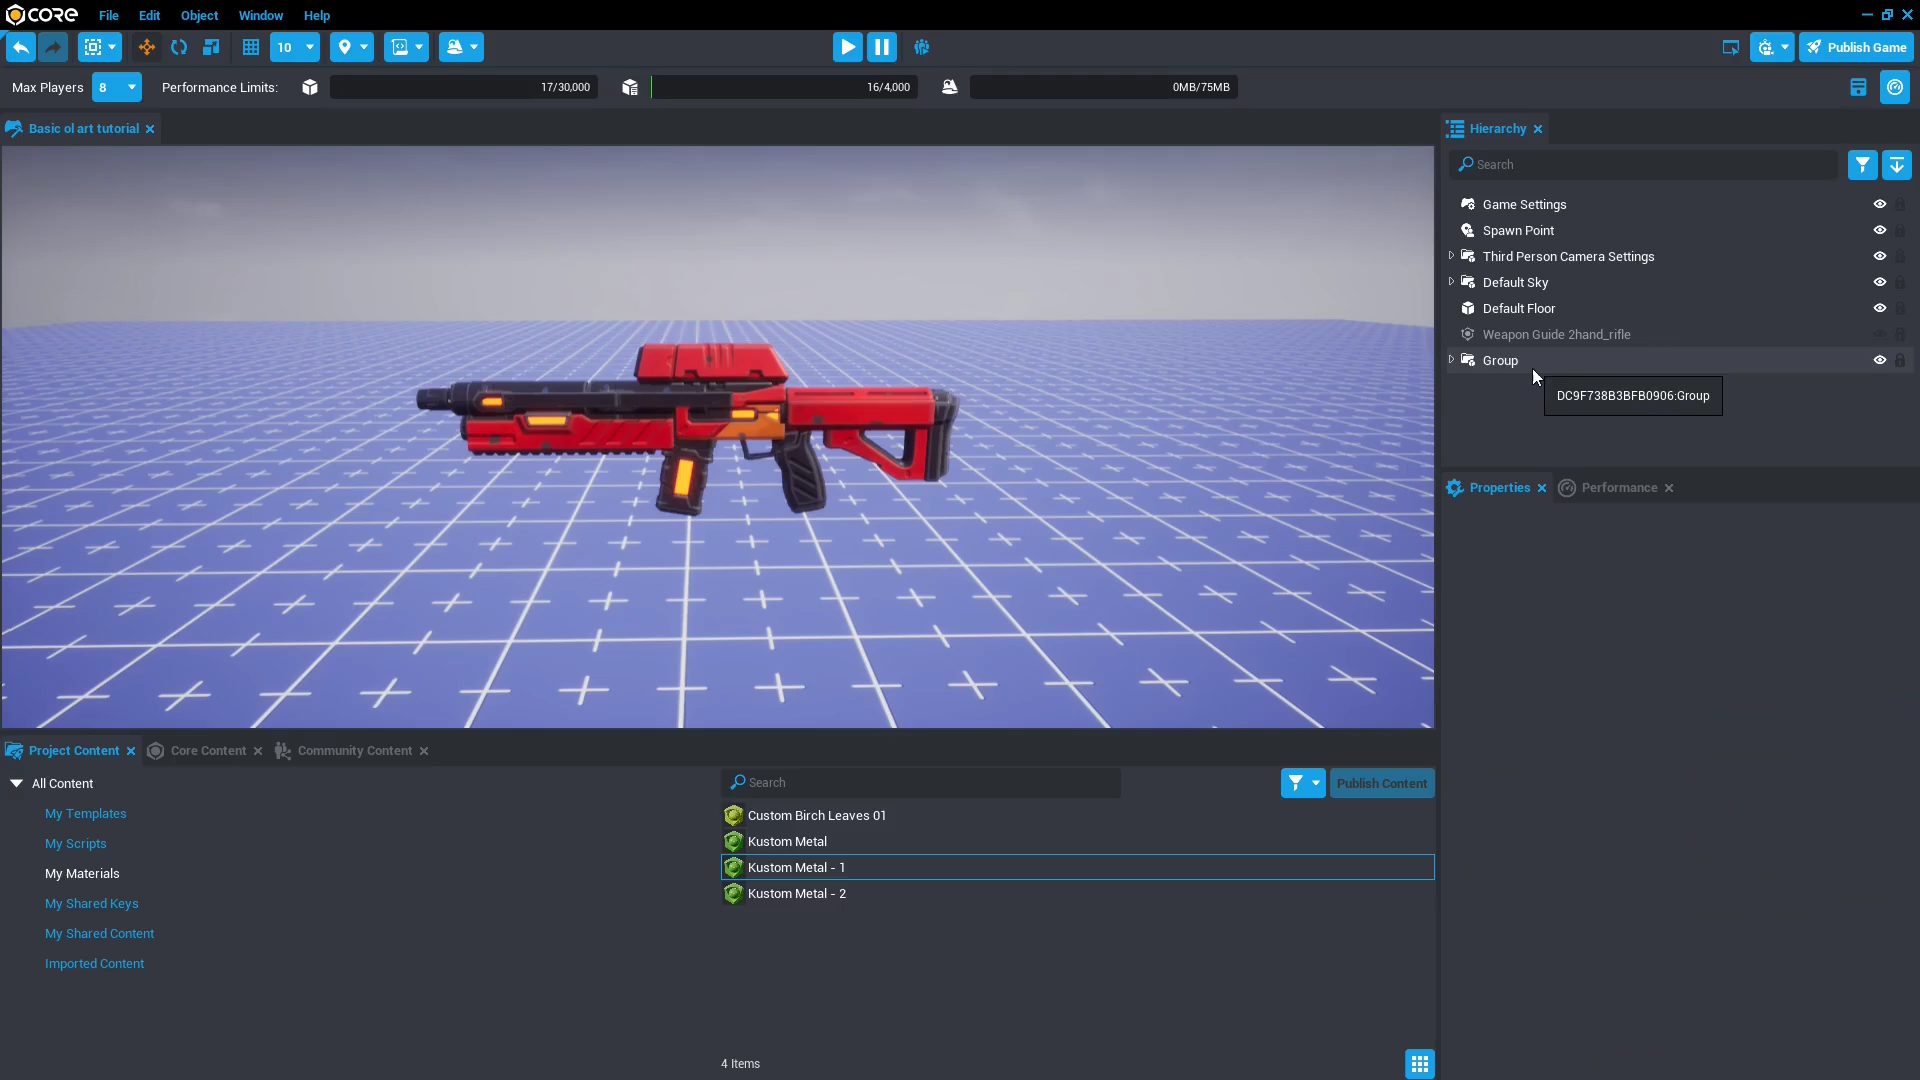 CORE File Edit Object Window Help
10 Publish Game
Max Players 8 Performance Limits: 17/30,000 16/4,000 0MB/75MB
Basic ol art tutorial
Hierarchy
Search
Game Settings
Spawn Point
Third Person Camera Settings
Default Sky
Default Floor
Weapon Guide 2hand_rifle
Group
DC9F738B3BFB0906:Group
Properties Performance
Project Content Core Content Community Content
All Content
My Templates
My Scripts
My Materials
My Shared Keys
My Shared Content
Imported Content
Search Publish Content
Custom Birch Leaves 01
Kustom Metal
Kustom Metal - 1
Kustom Metal - 2
4 Items